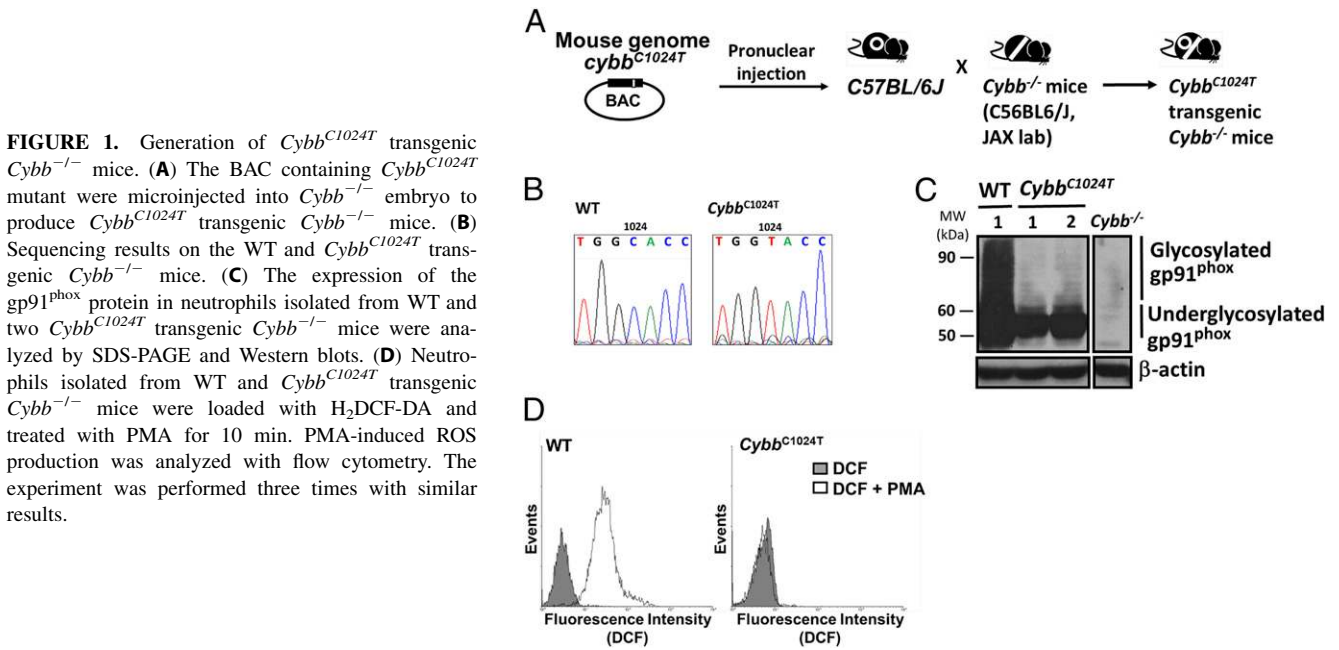 FIGURE 1. Generation of Cybb^C1024T transgenic
Cybb^−/− mice. (A) The BAC containing Cybb^C1024T
mutant were microinjected into Cybb^−/− embryo to
produce Cybb^C1024T transgenic Cybb^−/− mice. (B)
Sequencing results on the WT and Cybb^C1024T trans-
genic Cybb^−/− mice. (C) The expression of the
gp91^phox protein in neutrophils isolated from WT and
two Cybb^C1024T transgenic Cybb^−/− mice were ana-
lyzed by SDS-PAGE and Western blots. (D) Neutro-
phils isolated from WT and Cybb^C1024T transgenic
Cybb^−/− mice were loaded with H₂DCF-DA and
treated with PMA for 10 min. PMA-induced ROS
production was analyzed with flow cytometry. The
experiment was performed three times with similar
results.
A
Mouse genome
cybb^C1024T
BAC
Pronuclear
injection
C57BL/6J
X
Cybb^-/- mice
(C56BL6/J,
JAX lab)
Cybb^C1024T
transgenic
Cybb^-/- mice
B
WT
1024
T G G C A C C
Cybb^C1024T
1024
T G G T A C C
C
WT Cybb^C1024T
MW
(kDa)
1 1 2 Cybb^-/-
90
60
50
Glycosylated
gp91^phox
Underglycosylated
gp91^phox
β-actin
D
WT
Events
Fluorescence Intensity
(DCF)
Cybb^C1024T
DCF
DCF + PMA
Events
Fluorescence Intensity
(DCF)